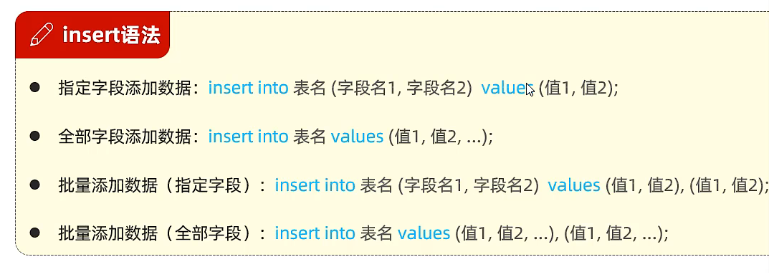 insert语法
● 指定字段添加数据：insert into 表名 (字段名1, 字段名2) values (值1, 值2);
● 全部字段添加数据：insert into 表名 values (值1, 值2, ...);
● 批量添加数据（指定字段）：insert into 表名 (字段名1, 字段名2) values (值1, 值2), (值1, 值2);
● 批量添加数据（全部字段）：insert into 表名 values (值1, 值2, ...), (值1, 值2, ...);